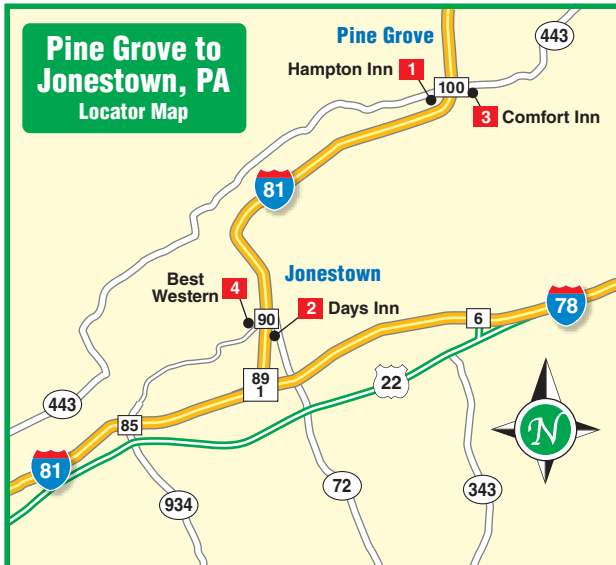 Pine Grove to
Jonestown, PA
Locator Map
Pine Grove
443
Hampton Inn 1
100
3 Comfort Inn
81
Jonestown
Best
Western 4
90
2 Days Inn
78
6
89
1
22
443
85
N
81
934
72
343